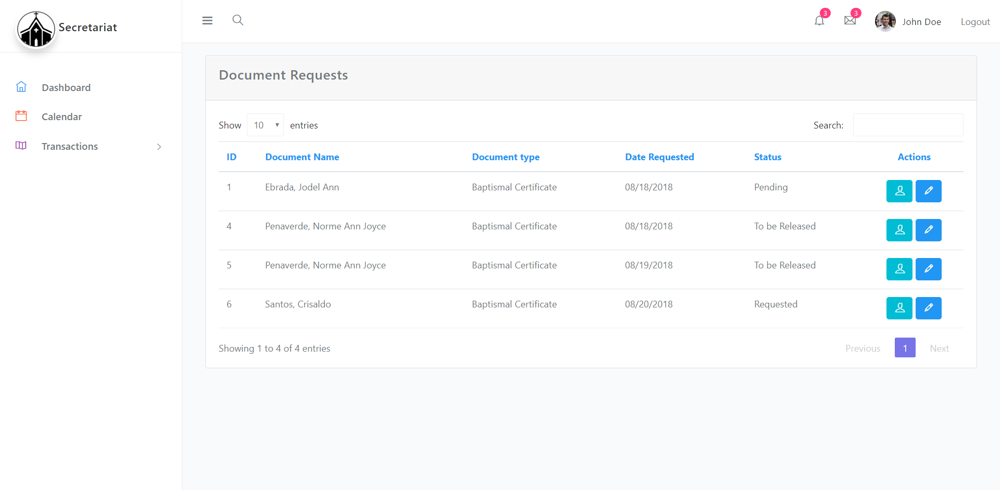 Secretariat
3
3
John Doe
Logout
Dashboard
Calendar
Transactions
Document Requests
Show 10 entries
Search:
ID Document Name Document type Date Requested Status Actions
1 Ebrada, Jodel Ann Baptismal Certificate 08/18/2018 Pending
4 Penaverde, Norme Ann Joyce Baptismal Certificate 08/18/2018 To be Released
5 Penaverde, Norme Ann Joyce Baptismal Certificate 08/19/2018 To be Released
6 Santos, Crisaldo Baptismal Certificate 08/20/2018 Requested
Showing 1 to 4 of 4 entries
Previous 1 Next